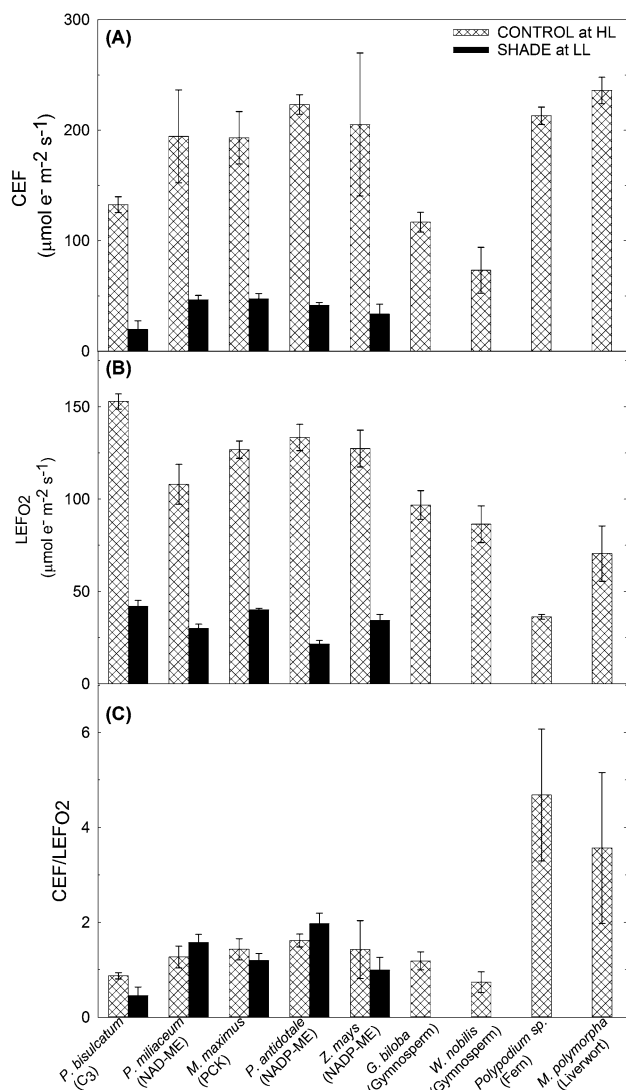 (A)
CONTROL at HL
SHADE at LL
300
200
100
0
CEF
(μmol e⁻ m⁻² s⁻¹)
(B)
150
100
50
0
LEFO2
(μmol e⁻ m⁻² s⁻¹)
(C)
6
4
2
0
CEF/LEFO2
P. bisulcatum
(C3)
P. miliaceum
(NAD-ME)
M. maximus
(PCK)
P. antidotale
(NADP-ME)
Z. mays
(NADP-ME)
G. biloba
(Gymnosperm)
W. nobilis
(Gymnosperm)
Polypodium sp.
(Fern)
M. polymorpha
(Liverwort)